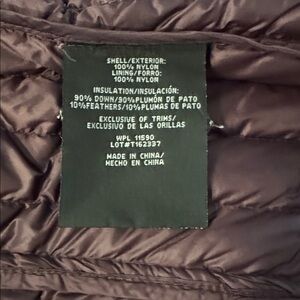 SHELL/EXTERIOR:
100% NYLON
LINING/FORRO:
100% NYLON
INSULATION/INSULACIÓN:
90% DOWN/90%PLUMÓN DE PATO
10%FEATHERS/10%PLUMAS DE PATO
EXCLUSIVE OF TRIMS/
EXCLUSIVO DE LAS ORILLAS
WPL 11590
LOT#T162337
MADE IN CHINA/
HECHO EN CHINA